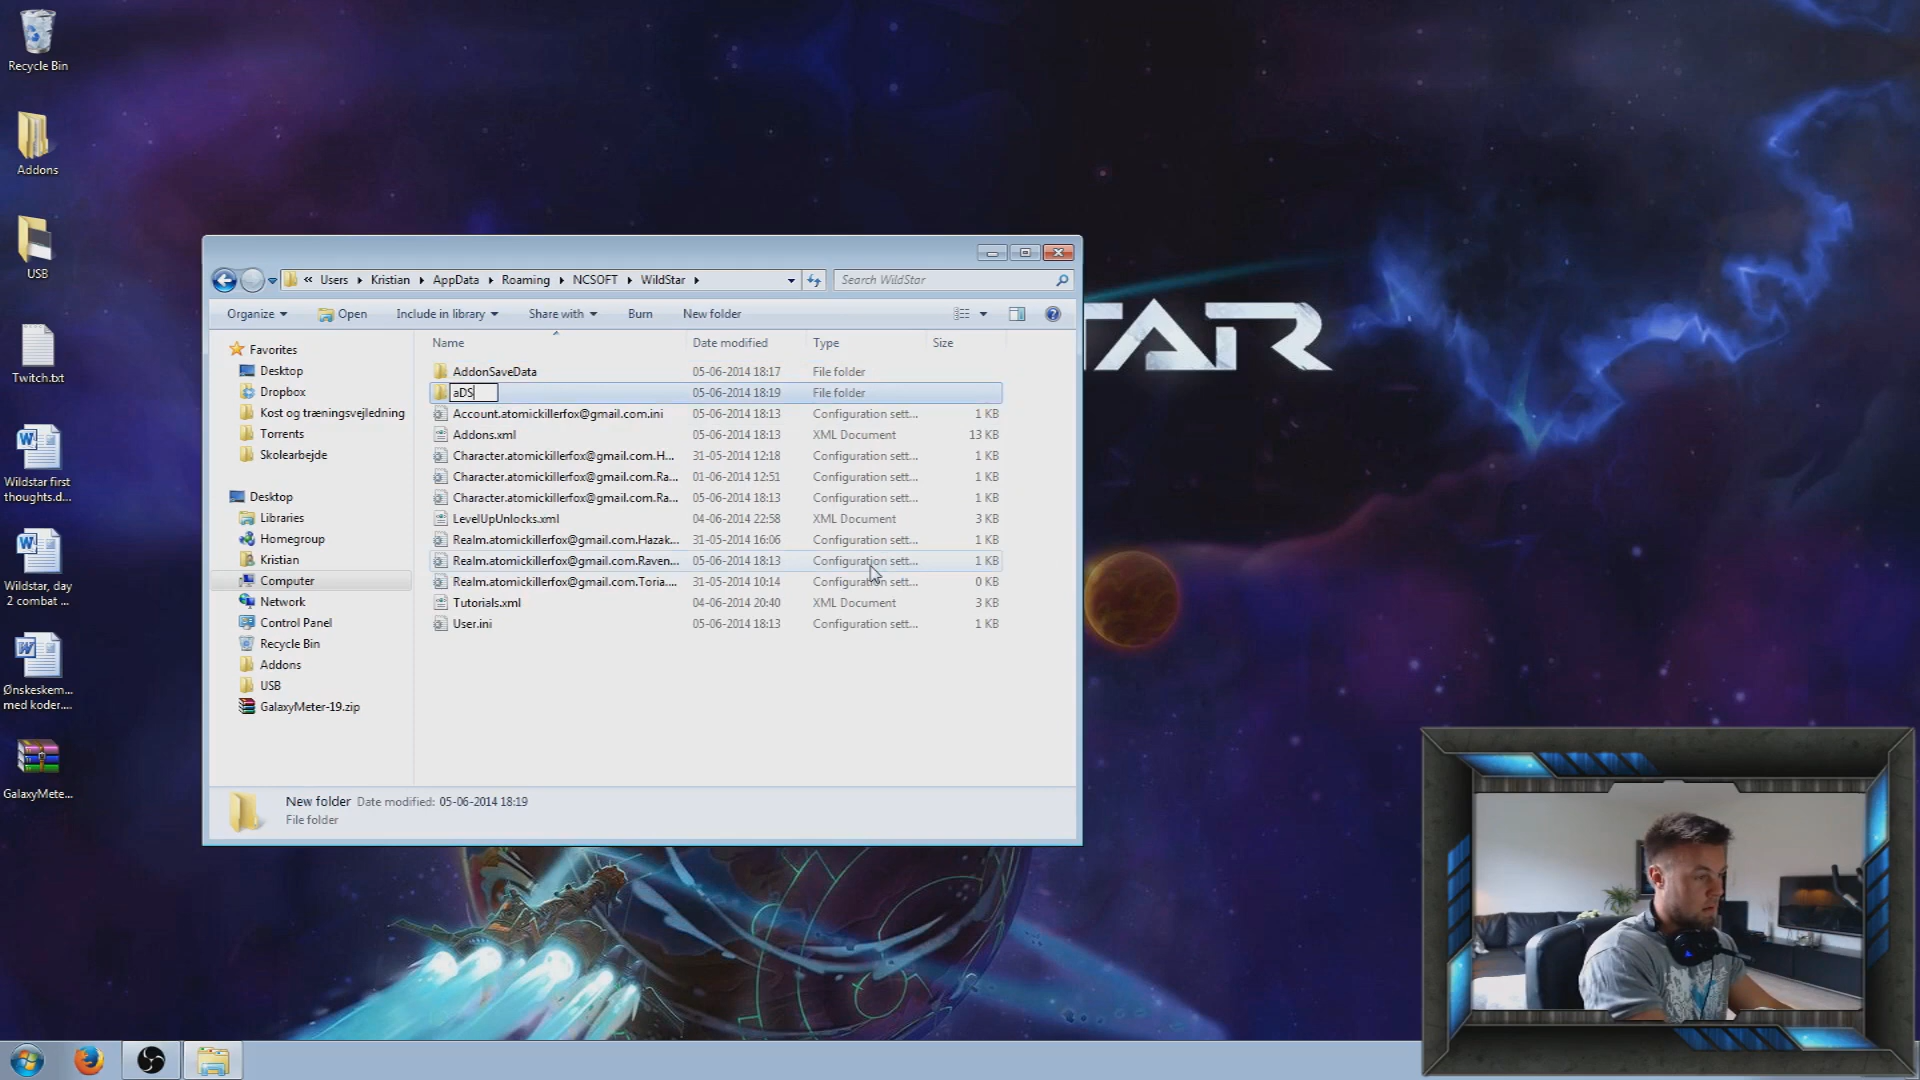 Recycle Bin
Addons
USB
Twitch.txt
Wildstar first
thoughts.d...
Wildstar, day
2 combat ...
Ønskeskem...
med koder....
GalaxyMete...
TAR
« Users Kristian AppData Roaming NCSOFT WildStar
Search WildStar
Organize Open Include in library Share with Burn New folder
Favorites
Desktop
Dropbox
Kost og træningsvejledning
Torrents
Skolearbejde
Desktop
Libraries
Homegroup
Kristian
Computer
Network
Control Panel
Recycle Bin
Addons
USB
GalaxyMeter-19.zip
Name Date modified Type Size
AddonSaveData 05-06-2014 18:17 File folder
aDS 05-06-2014 18:19 File folder
Account.atomickillerfox@gmail.com.ini 05-06-2014 18:13 Configuration sett... 1 KB
Addons.xml 05-06-2014 18:13 XML Document 13 KB
Character.atomickillerfox@gmail.com.H... 31-05-2014 12:18 Configuration sett... 1 KB
Character.atomickillerfox@gmail.com.Ra... 01-06-2014 12:51 Configuration sett... 1 KB
Character.atomickillerfox@gmail.com.Ra... 05-06-2014 18:13 Configuration sett... 1 KB
LevelUpUnlocks.xml 04-06-2014 22:58 XML Document 3 KB
Realm.atomickillerfox@gmail.com.Hazak... 31-05-2014 16:06 Configuration sett... 1 KB
Realm.atomickillerfox@gmail.com.Raven... 05-06-2014 18:13 Configuration sett... 1 KB
Realm.atomickillerfox@gmail.com.Toria.... 31-05-2014 10:14 Configuration sett... 0 KB
Tutorials.xml 04-06-2014 20:40 XML Document 3 KB
User.ini 05-06-2014 18:13 Configuration sett... 1 KB
New folder Date modified: 05-06-2014 18:19
File folder